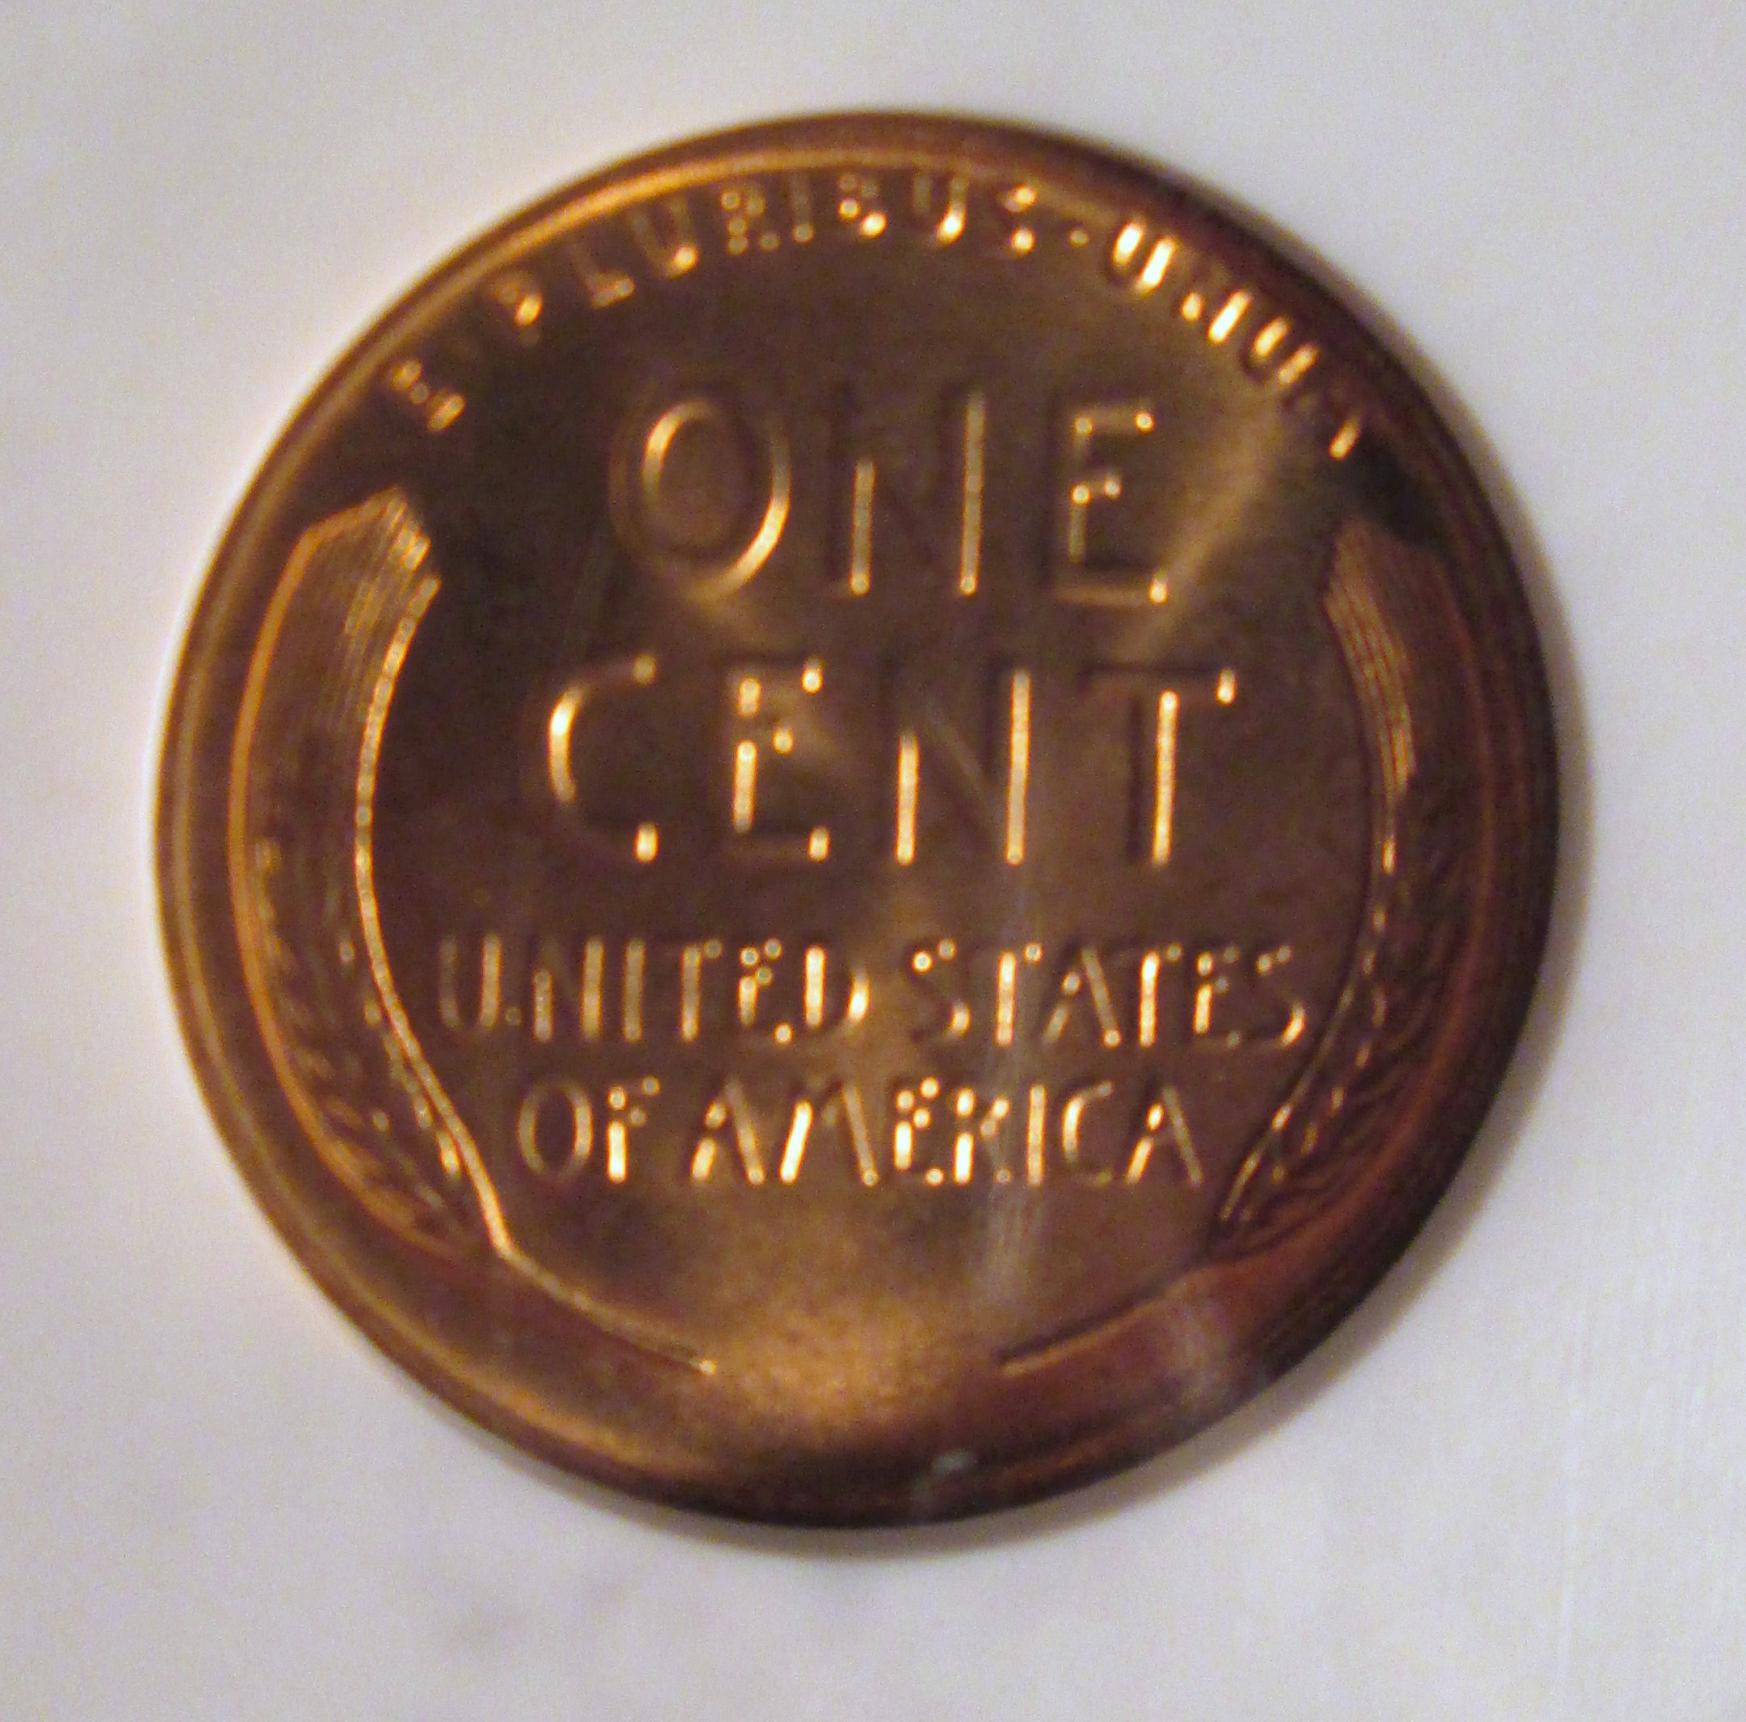 E·PLURIBUS·UNUM
ONE
CENT
UNITED STATES
OF AMERICA